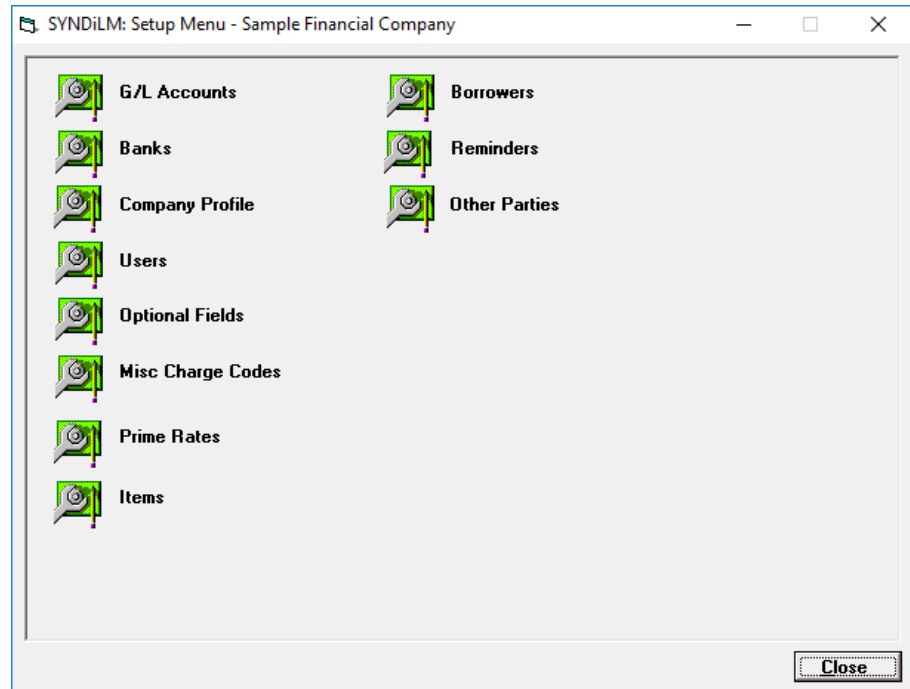 SYNDiLM: Setup Menu - Sample Financial Company
G/L Accounts
Banks
Company Profile
Users
Optional Fields
Misc Charge Codes
Prime Rates
Items
Borrowers
Reminders
Other Parties
Close